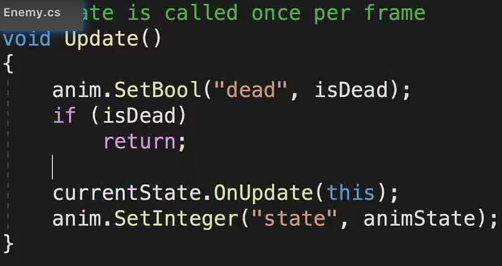 Enemy.cs
ate is called once per frame
void Update()
{
anim.SetBool("dead", isDead);
if (isDead)
return;
currentState.OnUpdate(this);
anim.SetInteger("state", animState);
}